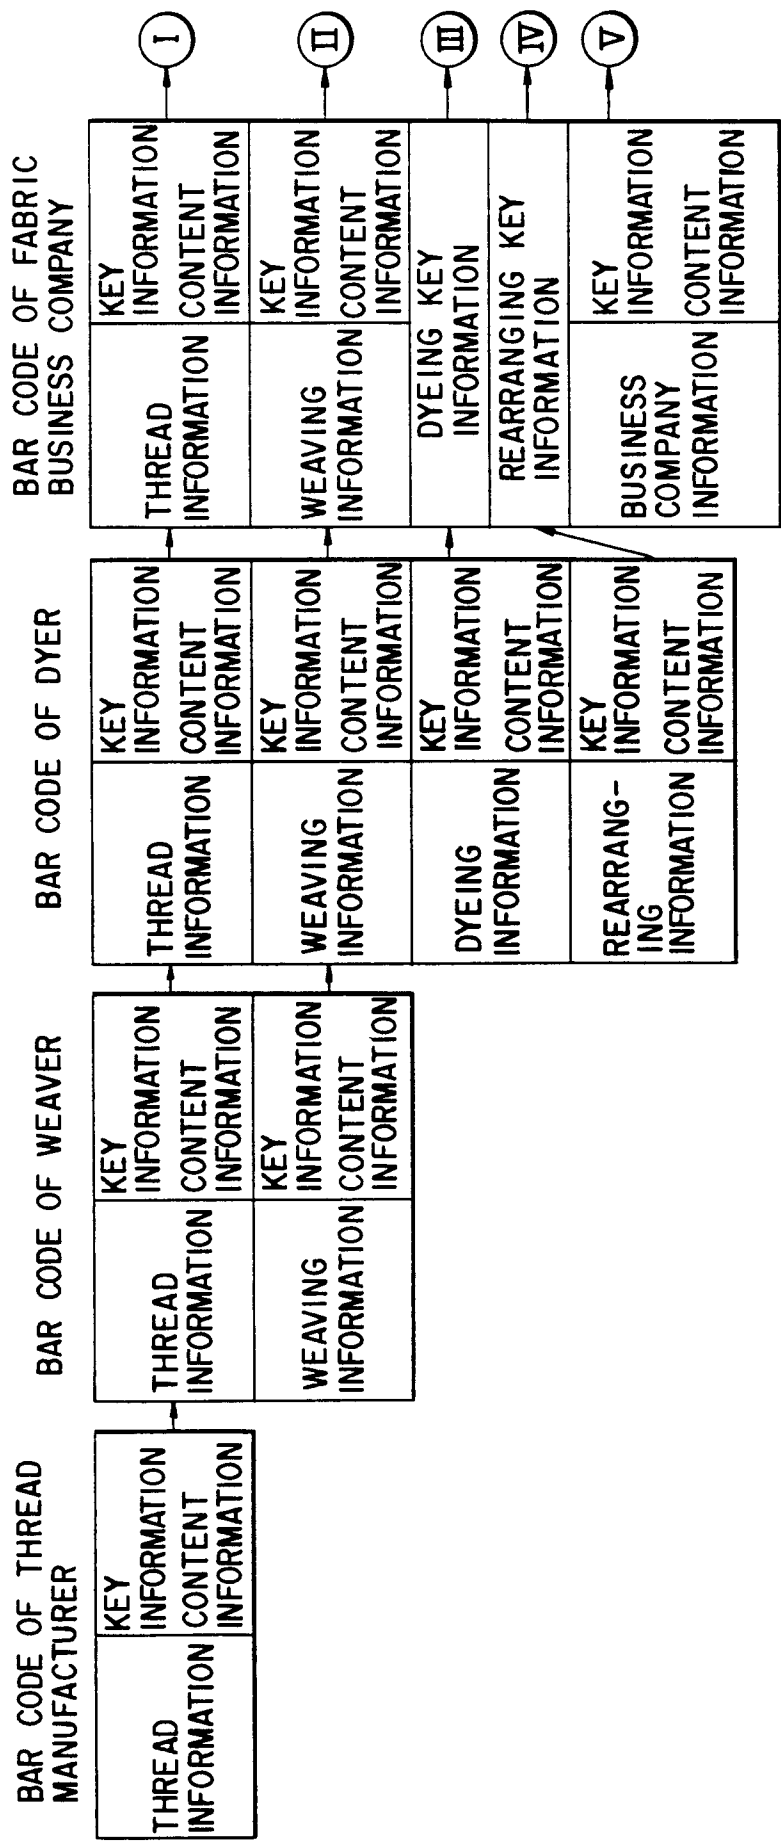 BAR CODE OF THREAD
MANUFACTURER
THREAD
INFORMATION
KEY
INFORMATION
CONTENT
INFORMATION
BAR CODE OF WEAVER
THREAD
INFORMATION
KEY
INFORMATION
CONTENT
INFORMATION
WEAVING
INFORMATION
KEY
INFORMATION
CONTENT
INFORMATION
BAR CODE OF DYER
THREAD
INFORMATION
KEY
INFORMATION
CONTENT
INFORMATION
WEAVING
INFORMATION
KEY
INFORMATION
CONTENT
INFORMATION
DYEING
INFORMATION
KEY
INFORMATION
CONTENT
INFORMATION
REARRANG-
ING
INFORMATION
KEY
INFORMATION
CONTENT
INFORMATION
BAR CODE OF FABRIC
BUSINESS COMPANY
THREAD
INFORMATION
KEY
INFORMATION
CONTENT
INFORMATION
I
WEAVING
INFORMATION
KEY
INFORMATION
CONTENT
INFORMATION
II
DYEING KEY
INFORMATION
III
REARRANGING KEY
INFORMATION
IV
BUSINESS
COMPANY
INFORMATION
KEY
INFORMATION
CONTENT
INFORMATION
V